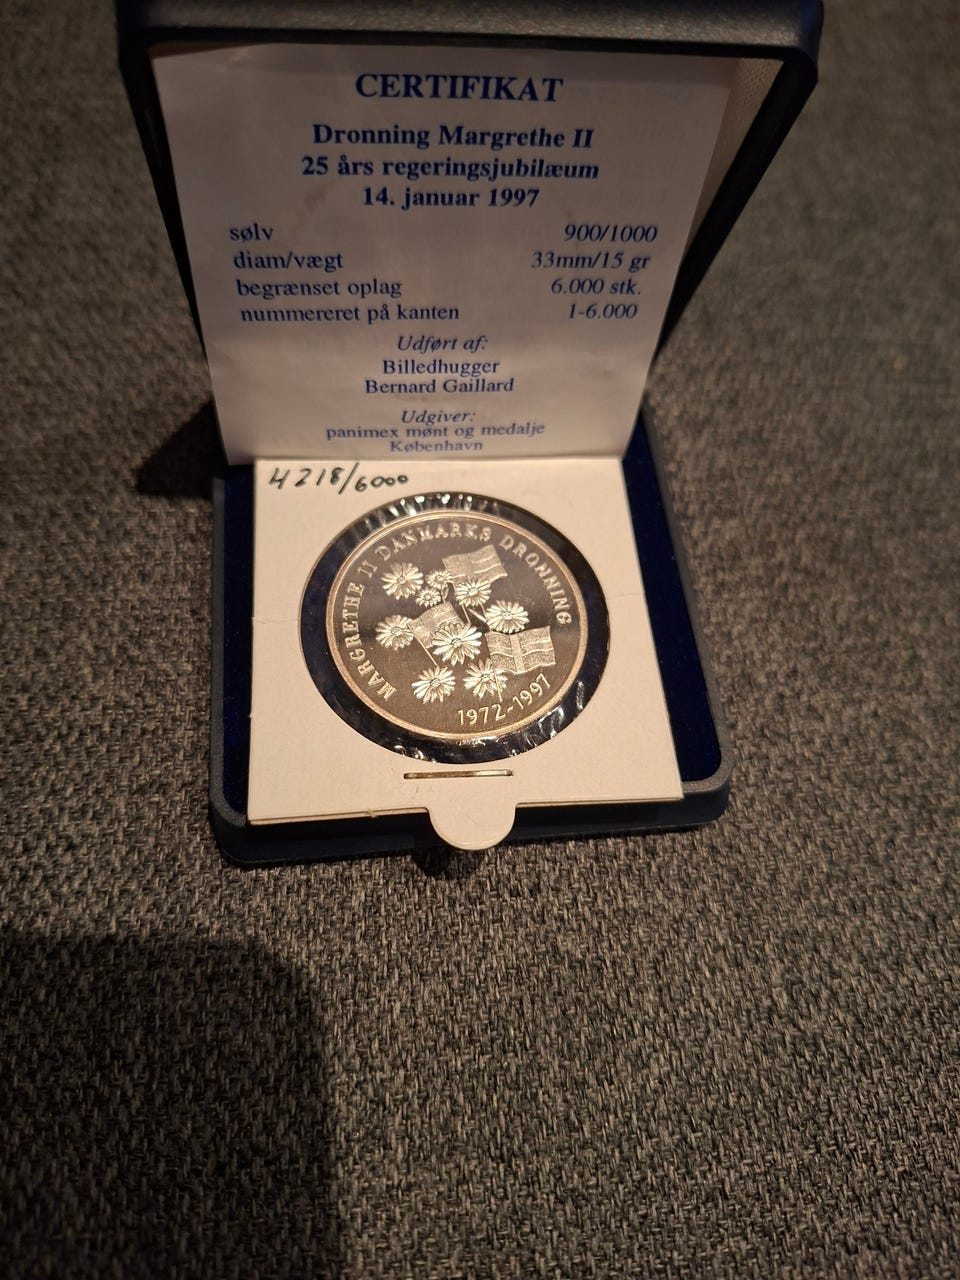 CERTIFIKAT
Dronning Margrethe II
25 års regeringsjubilæum
14. januar 1997
sølv 900/1000
diam/vægt 33mm/15 gr
begrænset oplag 6.000 stk.
nummereret på kanten 1-6.000
Udført af:
Billedhugger
Bernard Gaillard
Udgiver:
panimex mønt og medalje
København
4218/6000
MARGRETHE II DANMARKS DRONNING
1972-1997